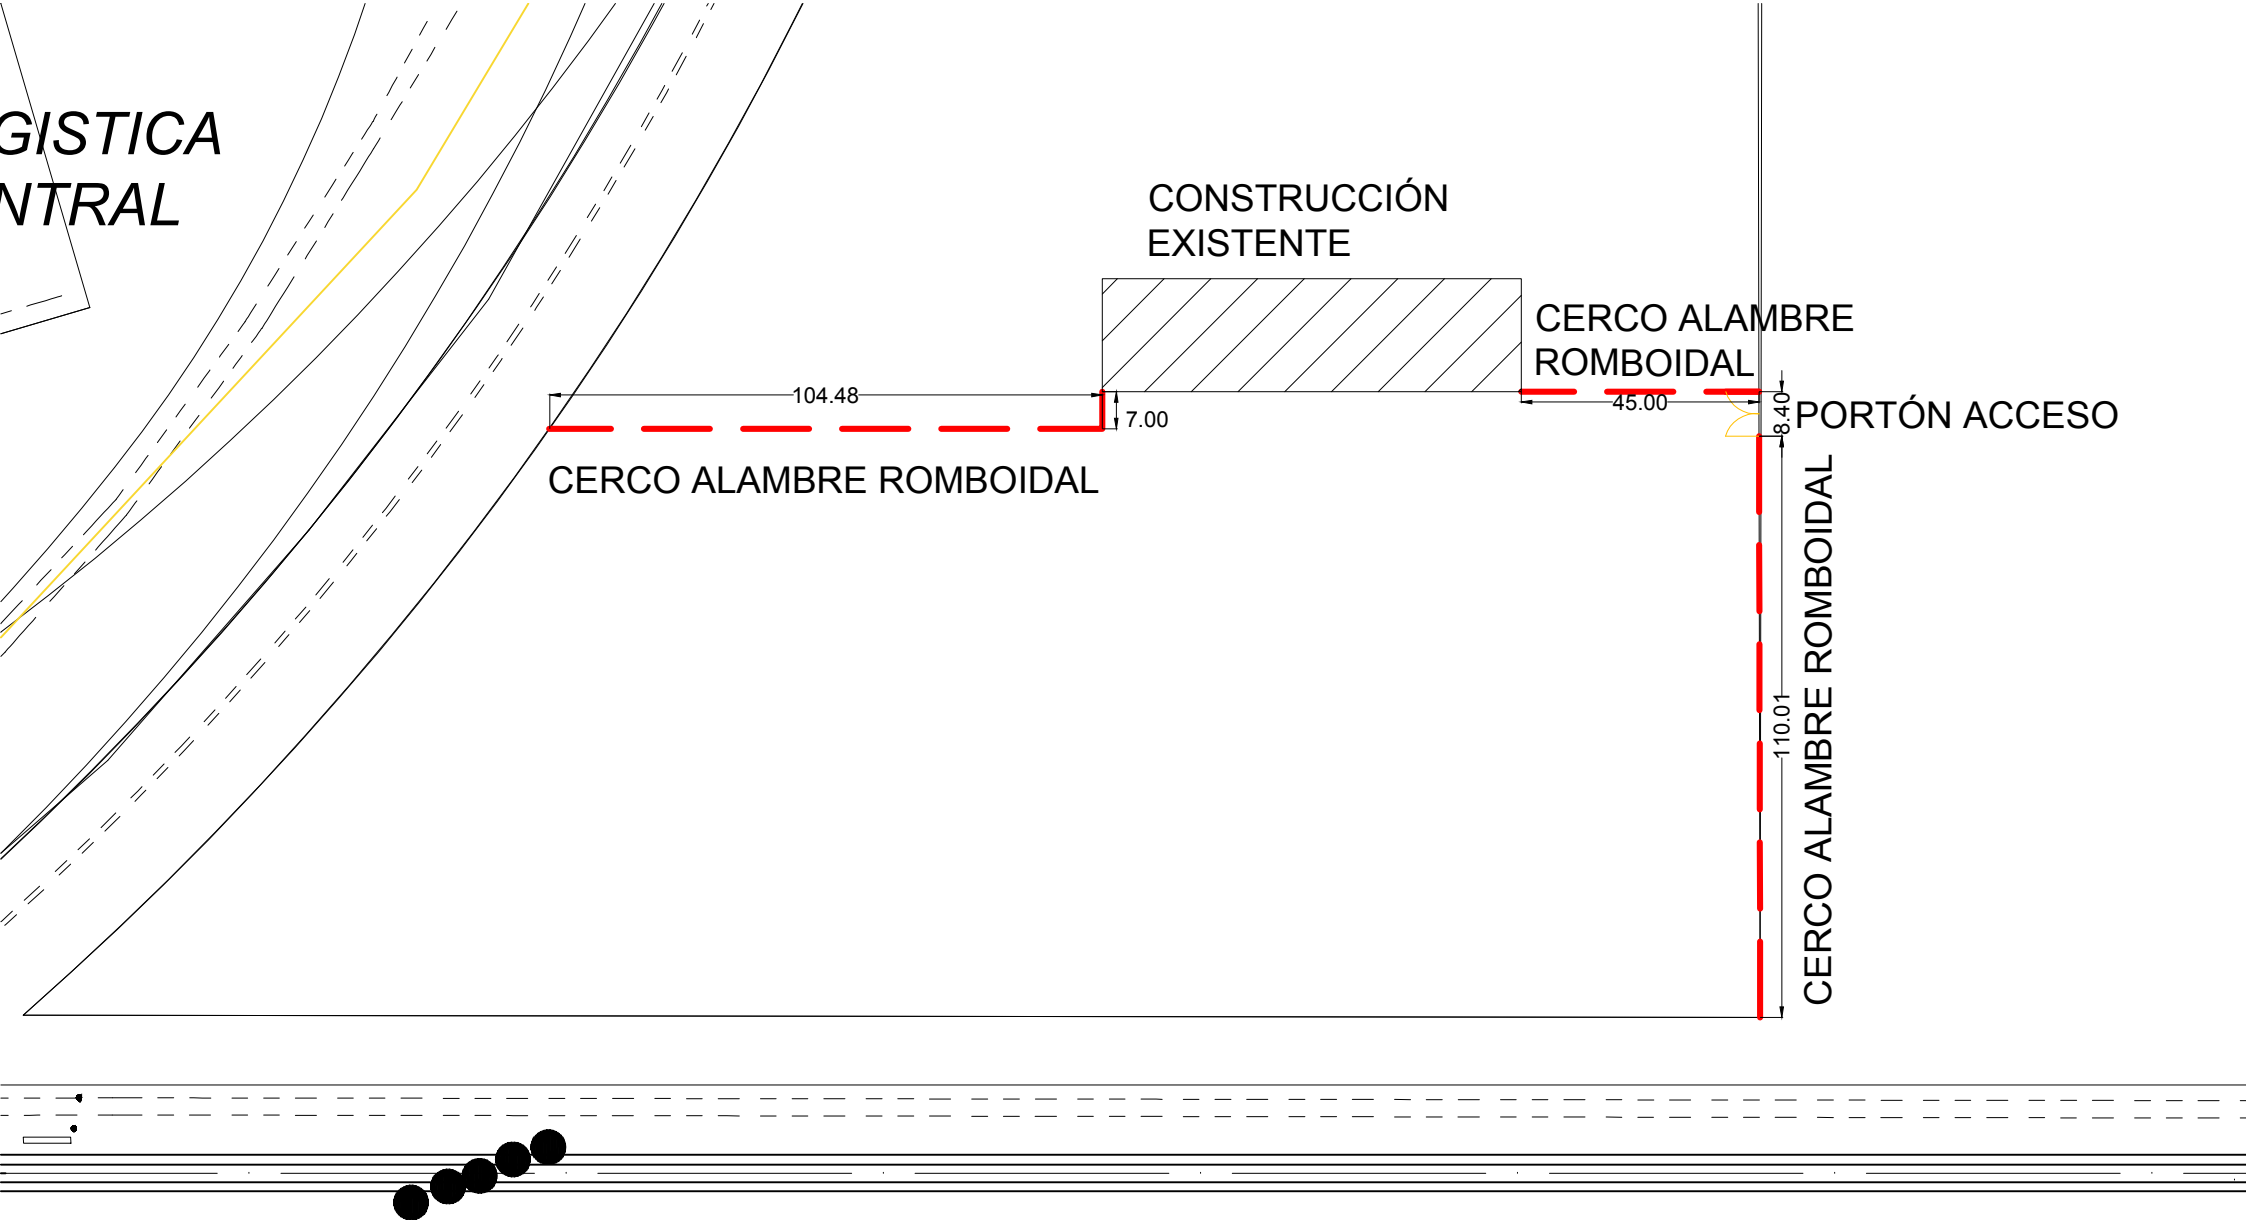 GISTICA
NTRAL
CONSTRUCCIÓN
EXISTENTE
CERCO ALAMBRE
ROMBOIDAL
104.48
7.00
45.00
8.40
PORTÓN ACCESO
CERCO ALAMBRE ROMBOIDAL
110.01
CERCO ALAMBRE ROMBOIDAL